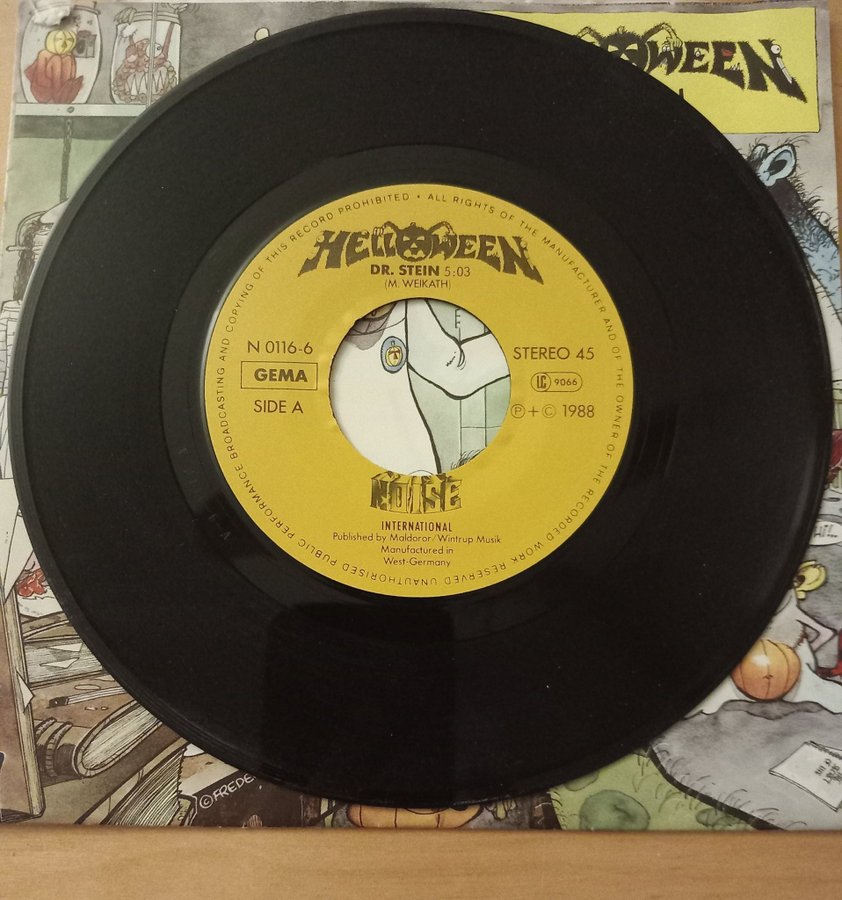 WEEN
UNAUTHORISED PUBLIC PERFORMANCE BROADCASTING AND COPYING OF THIS RECORD PROHIBITED • ALL RIGHTS OF THE MANUFACTURER AND OF THE OWNER OF THE RECORDED WORK RESERVED
HELLOWEEN
DR. STEIN 5:03
(M. WEIKATH)
N 0116-6
GEMA
SIDE A
STEREO 45
LC 9066
Ⓟ + © 1988
NOISE
INTERNATIONAL
Published by Maldoror/Wintrup Musik
Manufactured in
West-Germany
Hi!..
© FREDE